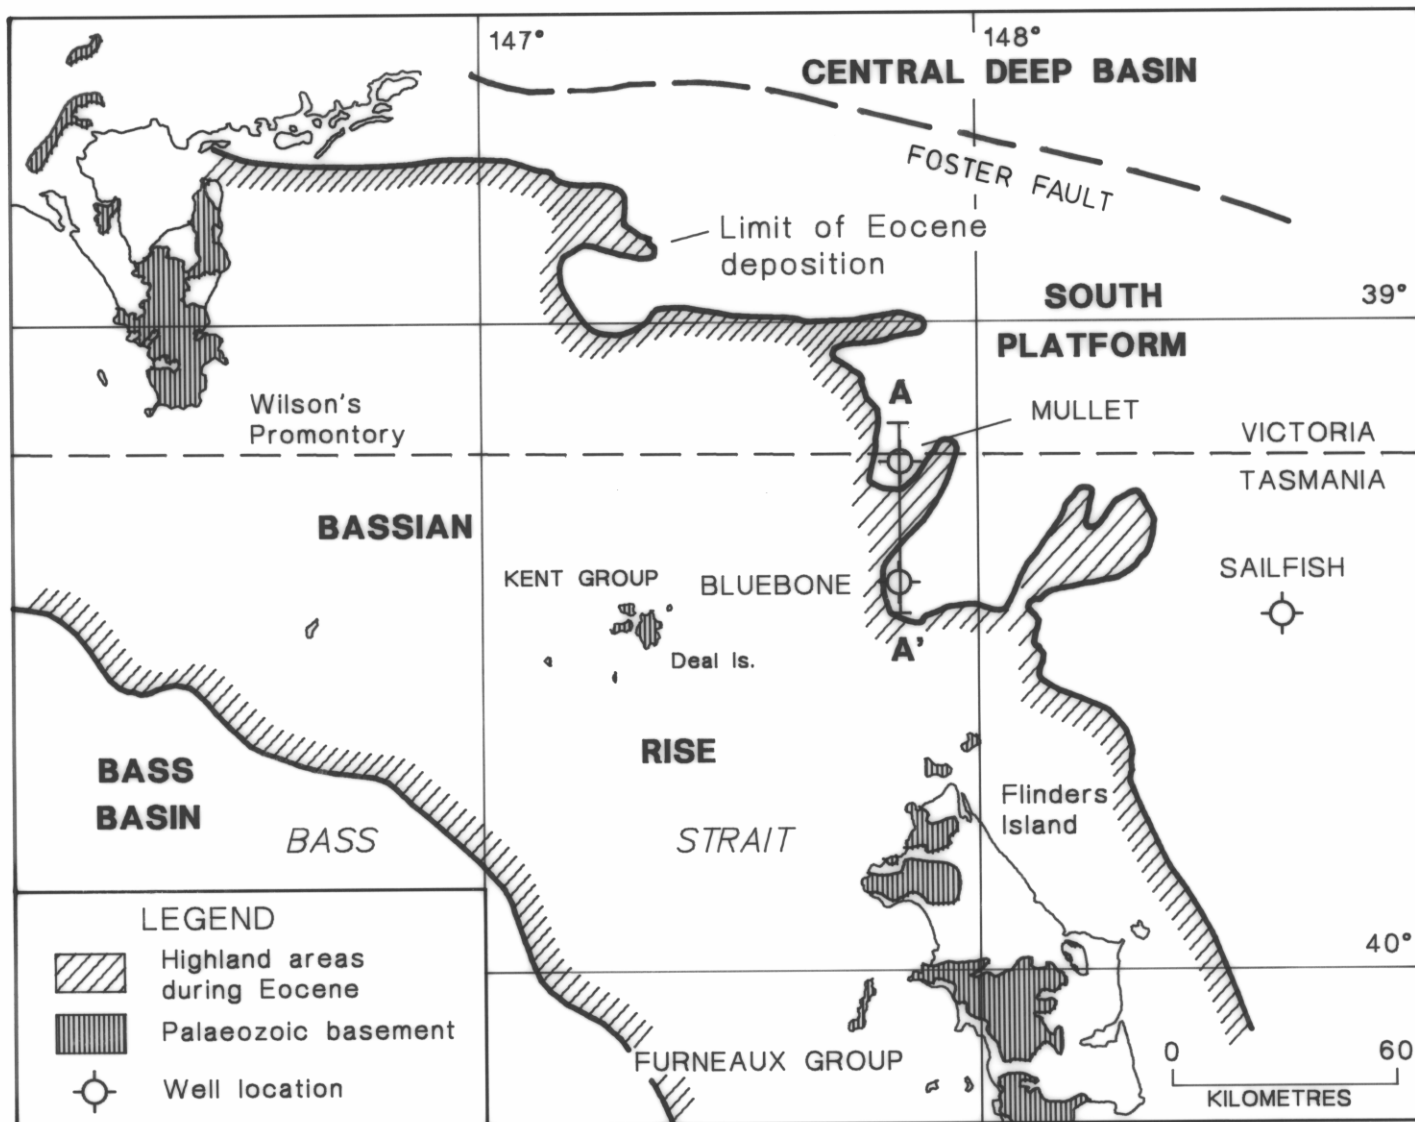 147°
148°
CENTRAL DEEP BASIN
FOSTER FAULT
Limit of Eocene
deposition
SOUTH
PLATFORM
39°
A
MULLET
Wilson's
Promontory
VICTORIA
TASMANIA
BASSIAN
KENT GROUP
BLUEBONE
SAILFISH
A'
Deal Is.
RISE
BASS
BASIN
Flinders
Island
BASS
STRAIT
LEGEND
Highland areas
during Eocene
Palaeozoic basement
Well location
40°
FURNEAUX GROUP
0
60
KILOMETRES